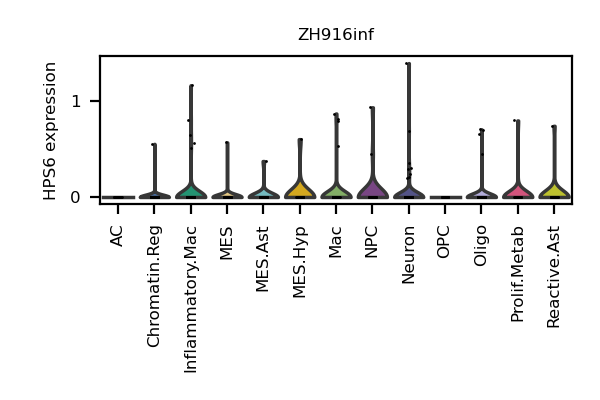 ZH916inf
HPS6 expression
1
0
AC
Chromatin.Reg
Inflammatory.Mac
MES
MES.Ast
MES.Hyp
Mac
NPC
Neuron
OPC
Oligo
Prolif.Metab
Reactive.Ast